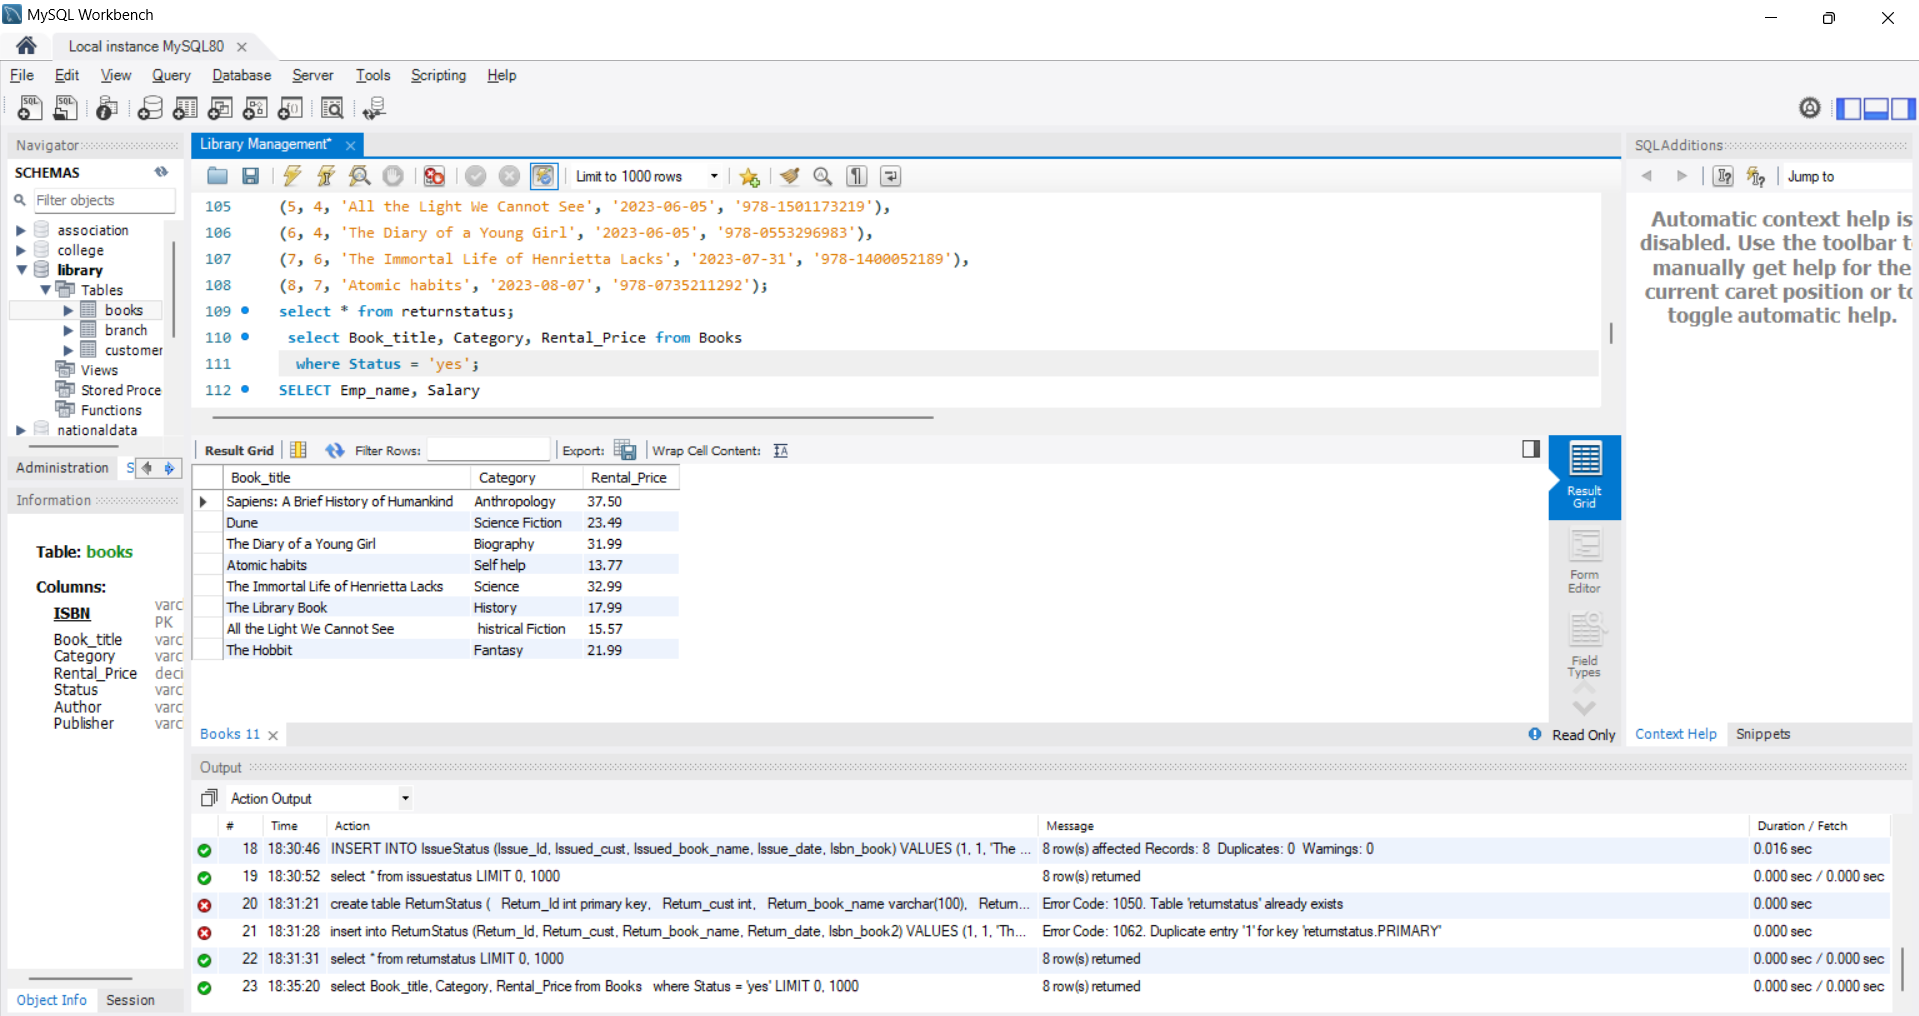 MySQL Workbench
Local instance MySQL80
File Edit View Query Database Server Tools Scripting Help
Navigator
SCHEMAS
Filter objects
association
college
library
Tables
books
branch
customer
Views
Stored Proce
Functions
nationaldata
Administration S
Information
Table: books
Columns:
ISBN varc
PK
Book_title varc
Category varc
Rental_Price deci
Status varc
Author varc
Publisher varc
Object Info Session
Library Management*
Limit to 1000 rows
105 (5, 4, 'All the Light We Cannot See', '2023-06-05', '978-1501173219'),
106 (6, 4, 'The Diary of a Young Girl', '2023-06-05', '978-0553296983'),
107 (7, 6, 'The Immortal Life of Henrietta Lacks', '2023-07-31', '978-1400052189'),
108 (8, 7, 'Atomic habits', '2023-08-07', '978-0735211292');
109 select * from returnstatus;
110 select Book_title, Category, Rental_Price from Books
111 where Status = 'yes';
112 SELECT Emp_name, Salary
Result Grid Filter Rows: Export: Wrap Cell Content:
Book_title Category Rental_Price
Sapiens: A Brief History of Humankind Anthropology 37.50
Dune Science Fiction 23.49
The Diary of a Young Girl Biography 31.99
Atomic habits Self help 13.77
The Immortal Life of Henrietta Lacks Science 32.99
The Library Book History 17.99
All the Light We Cannot See histrical Fiction 15.57
The Hobbit Fantasy 21.99
Result
Grid
Form
Editor
Field
Types
Books 11
Read Only
SQLAdditions
Jump to
Automatic context help is
disabled. Use the toolbar t
manually get help for the
current caret position or to
toggle automatic help.
Context Help Snippets
Output
Action Output
# Time Action Message Duration / Fetch
18 18:30:46 INSERT INTO IssueStatus (Issue_Id, Issued_cust, Issued_book_name, Issue_date, Isbn_book) VALUES (1, 1, 'The ... 8 row(s) affected Records: 8 Duplicates: 0 Warnings: 0 0.016 sec
19 18:30:52 select * from issuestatus LIMIT 0, 1000 8 row(s) returned 0.000 sec / 0.000 sec
20 18:31:21 create table ReturnStatus ( Return_Id int primary key, Return_cust int, Return_book_name varchar(100), Return... Error Code: 1050. Table 'returnstatus' already exists 0.000 sec
21 18:31:28 insert into ReturnStatus (Return_Id, Return_cust, Return_book_name, Return_date, Isbn_book2) VALUES (1, 1, 'Th... Error Code: 1062. Duplicate entry '1' for key 'returnstatus.PRIMARY' 0.000 sec
22 18:31:31 select * from returnstatus LIMIT 0, 1000 8 row(s) returned 0.000 sec / 0.000 sec
23 18:35:20 select Book_title, Category, Rental_Price from Books where Status = 'yes' LIMIT 0, 1000 8 row(s) returned 0.000 sec / 0.000 sec